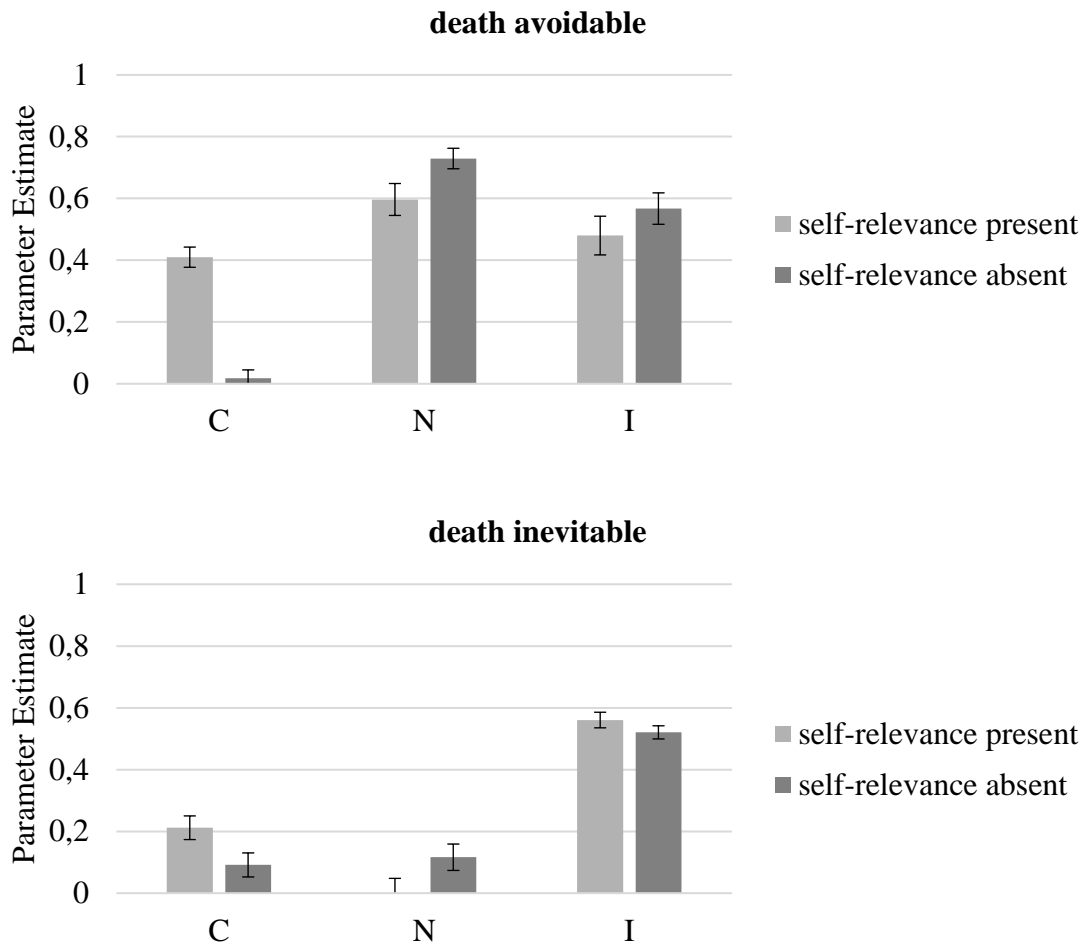 death avoidable
Parameter Estimate
1
0,8
0,6
0,4
0,2
0
C N I
self-relevance present
self-relevance absent
death inevitable
Parameter Estimate
1
0,8
0,6
0,4
0,2
0
C N I
self-relevance present
self-relevance absent